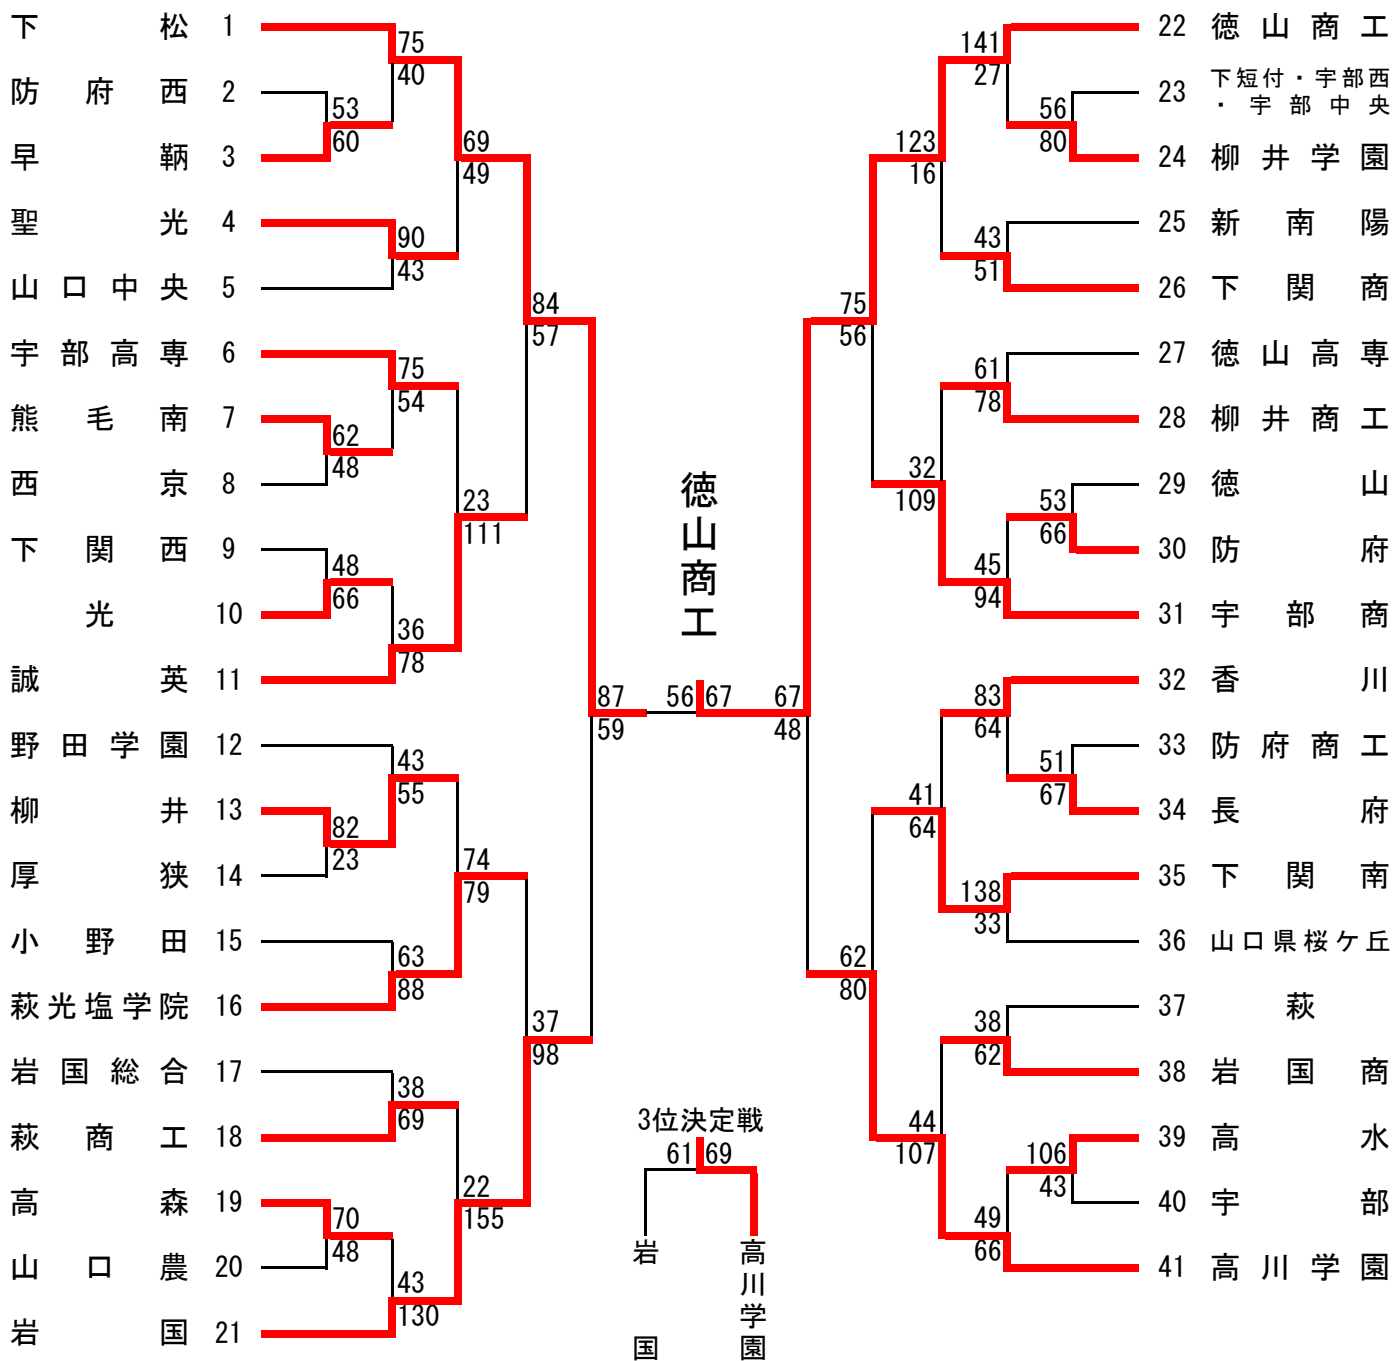 下松 1
防府西 2
早鞆 3
聖光 4
山口中央 5
宇部高専 6
熊毛南 7
西京 8
下関西 9
光 10
誠英 11
野田学園 12
柳井 13
厚狭 14
小野田 15
萩光塩学院 16
岩国総合 17
萩商工 18
高森 19
山口農 20
岩国 21
75
40
53
60
69
49
90
43
84
57
75
54
62
48
23
111
48
66
36
78
87
59
43
55
82
23
74
79
63
88
37
98
38
69
22
155
70
48
43
130
徳山商工
56 67
3位決定戦
61 69
岩国
高川学園
141
27
56
80
123
16
43
51
75
56
61
78
32
109
53
66
45
94
67
48
83
64
51
67
41
64
138
33
62
80
38
62
44
107
106
43
49
66
22 徳山商工
23 下短付・宇部西
・宇部中央
24 柳井学園
25 新南陽
26 下関商
27 徳山高専
28 柳井商工
29 徳山
30 防府
31 宇部商
32 香川
33 防府商工
34 長府
35 下関南
36 山口県桜ケ丘
37 萩
38 岩国商
39 高水
40 宇部
41 高川学園